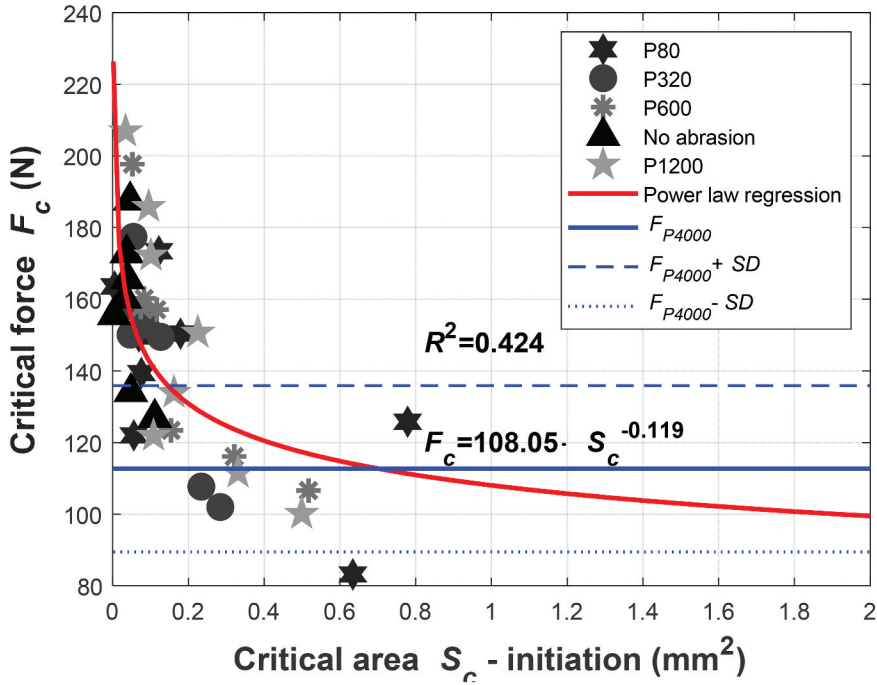 240
220
200
180
160
140
120
100
80
0
0.2
0.4
0.6
0.8
1
1.2
1.4
1.6
1.8
2
Critical force F_c (N)
Critical area S_c - initiation (mm²)
P80
P320
P600
No abrasion
P1200
Power law regression
F_P4000
F_P4000 + SD
F_P4000 - SD
R²=0.424
F_c=108.05· S_c^-0.119